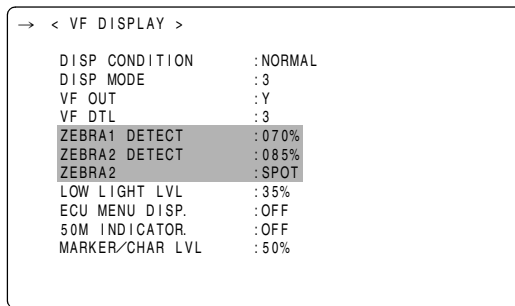 → < VF DISPLAY >
DISP CONDITION :NORMAL
DISP MODE :3
VF OUT :Y
VF DTL :3
ZEBRA1 DETECT :070%
ZEBRA2 DETECT :085%
ZEBRA2 :SPOT
LOW LIGHT LVL :35%
ECU MENU DISP. :OFF
50M INDICATOR. :OFF
MARKER/CHAR LVL :50%